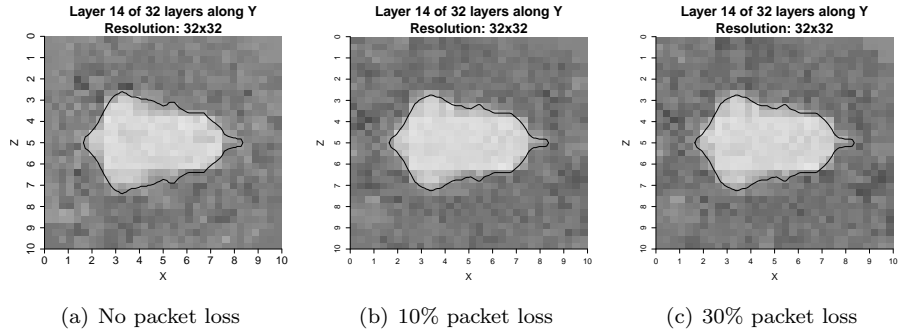 Layer 14 of 32 layers along Y
Resolution: 32x32
0
1
2
3
4
5
6
7
8
9
10
Z
0 1 2 3 4 5 6 7 8 9 10
X
(a) No packet loss
Layer 14 of 32 layers along Y
Resolution: 32x32
0
1
2
3
4
5
6
7
8
9
10
Z
0 1 2 3 4 5 6 7 8 9 10
X
(b) 10% packet loss
Layer 14 of 32 layers along Y
Resolution: 32x32
0
1
2
3
4
5
6
7
8
9
10
Z
0 1 2 3 4 5 6 7 8 9 10
X
(c) 30% packet loss